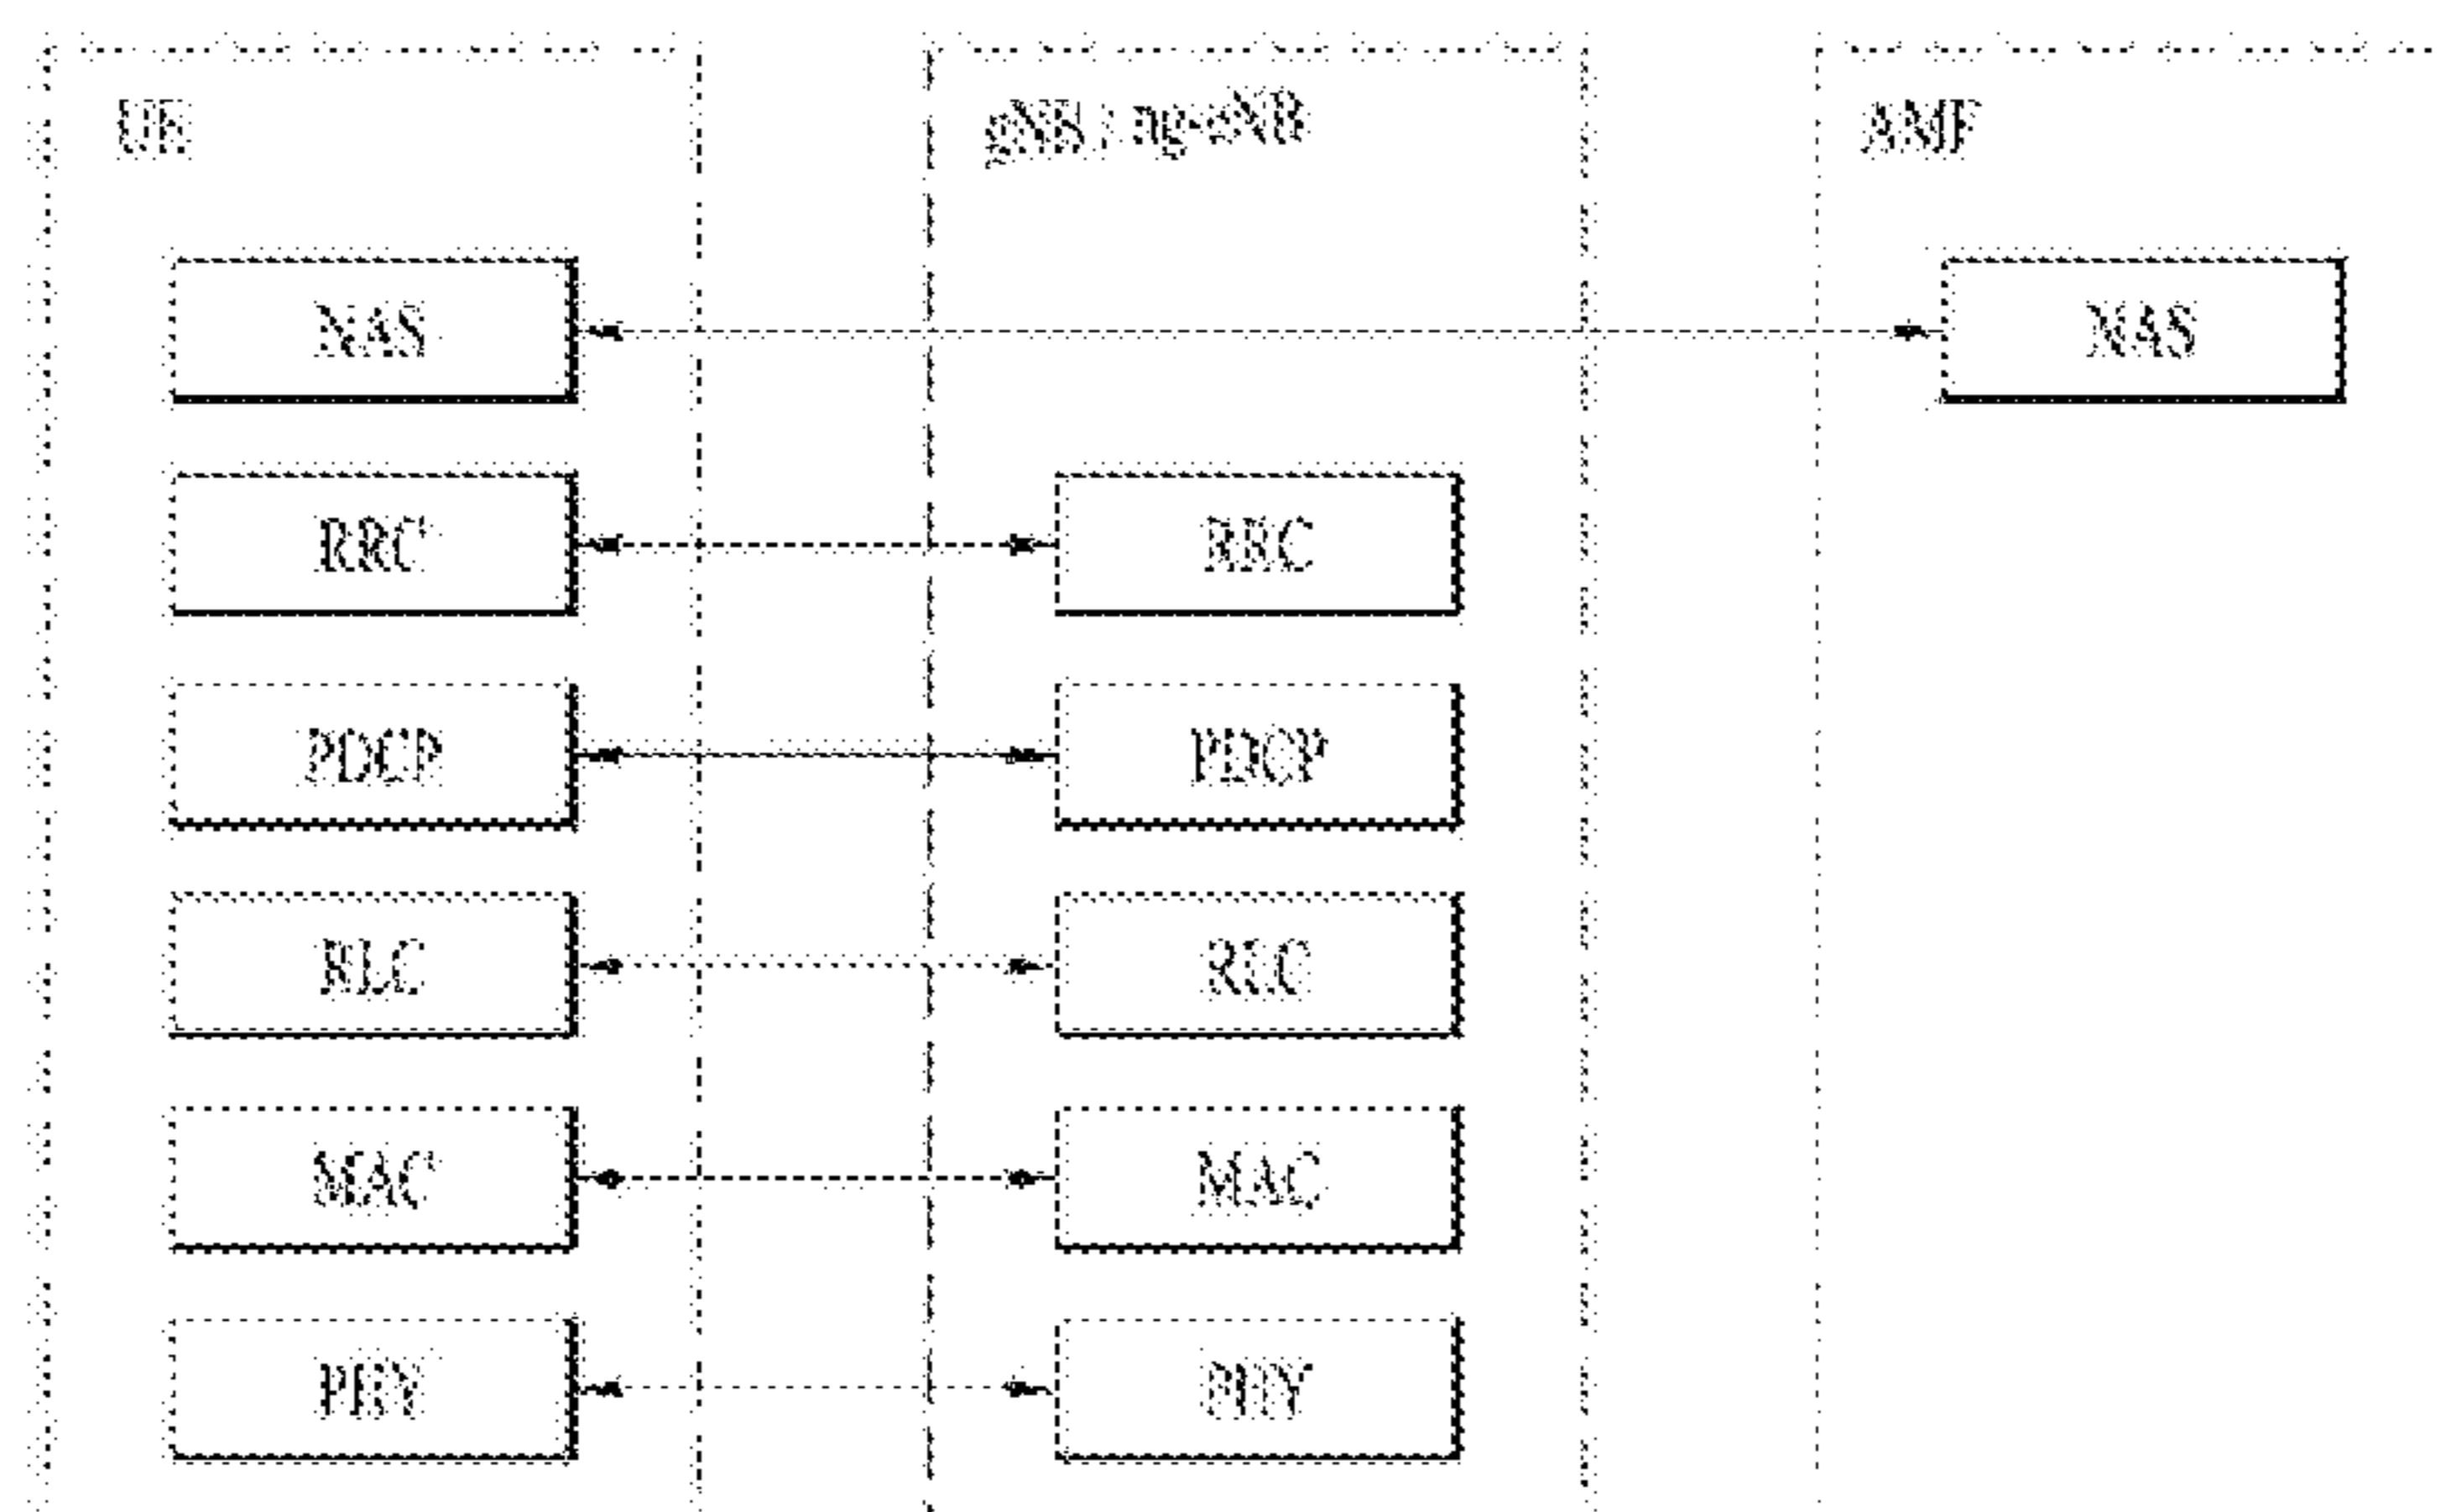 UE
gNB / ng-eNB
AMF
NAS
NAS
RRC
RRC
PDCP
PDCP
RLC
RLC
MAC
MAC
PHY
PHY